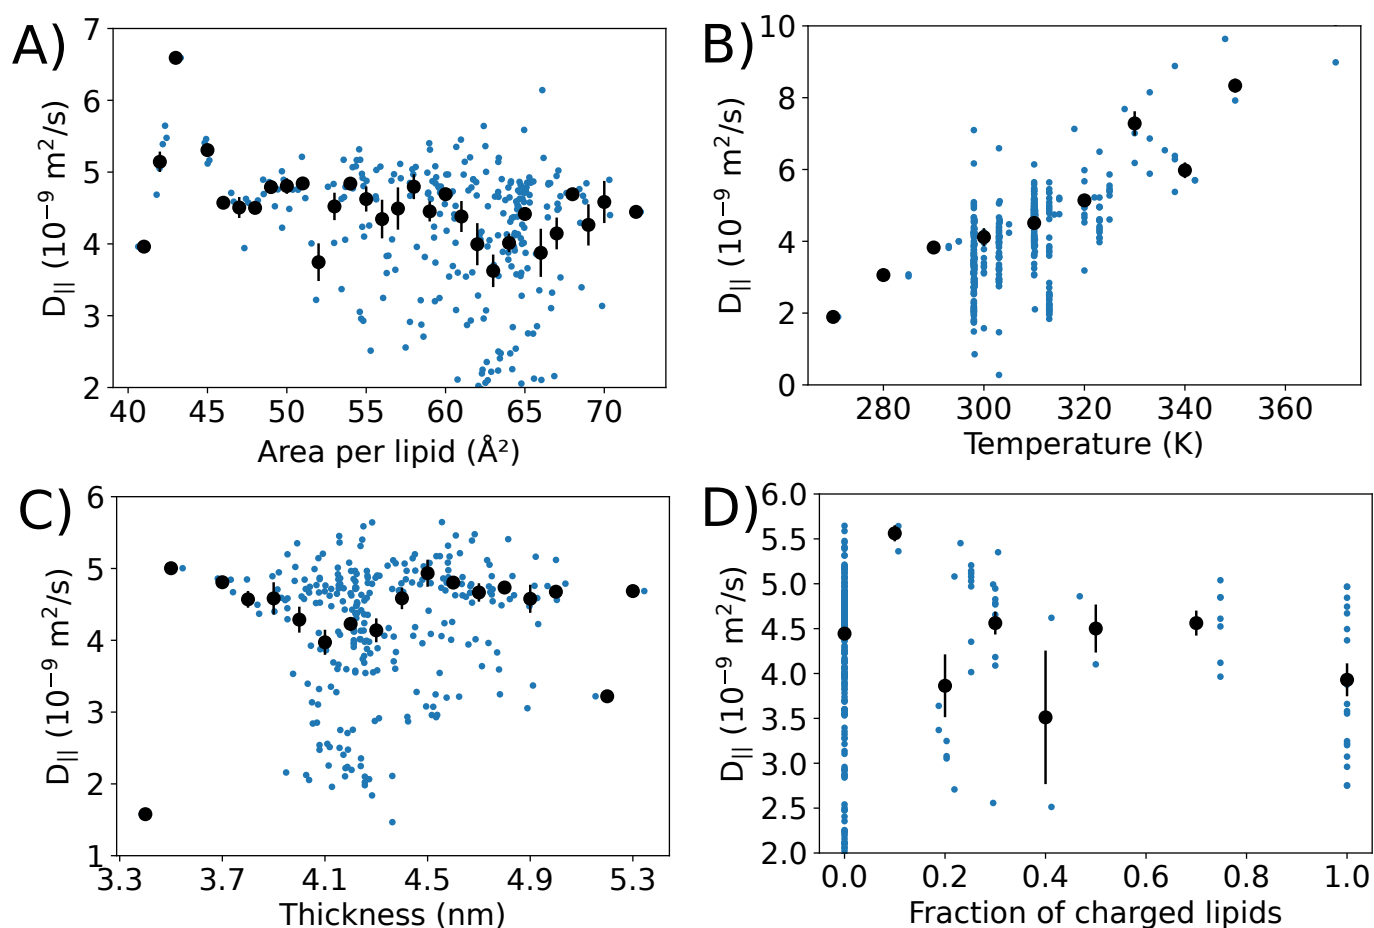 A)
7
6
5
4
3
2
D|| (10⁻⁹ m²/s)
40 45 50 55 60 65 70
Area per lipid (Å²)
B)
10
8
6
4
2
0
D|| (10⁻⁹ m²/s)
280 300 320 340 360
Temperature (K)
C)
6
5
4
3
2
1
D|| (10⁻⁹ m²/s)
3.3 3.7 4.1 4.5 4.9 5.3
Thickness (nm)
D)
6.0
5.5
5.0
4.5
4.0
3.5
3.0
2.5
2.0
D|| (10⁻⁹ m²/s)
0.0 0.2 0.4 0.6 0.8 1.0
Fraction of charged lipids